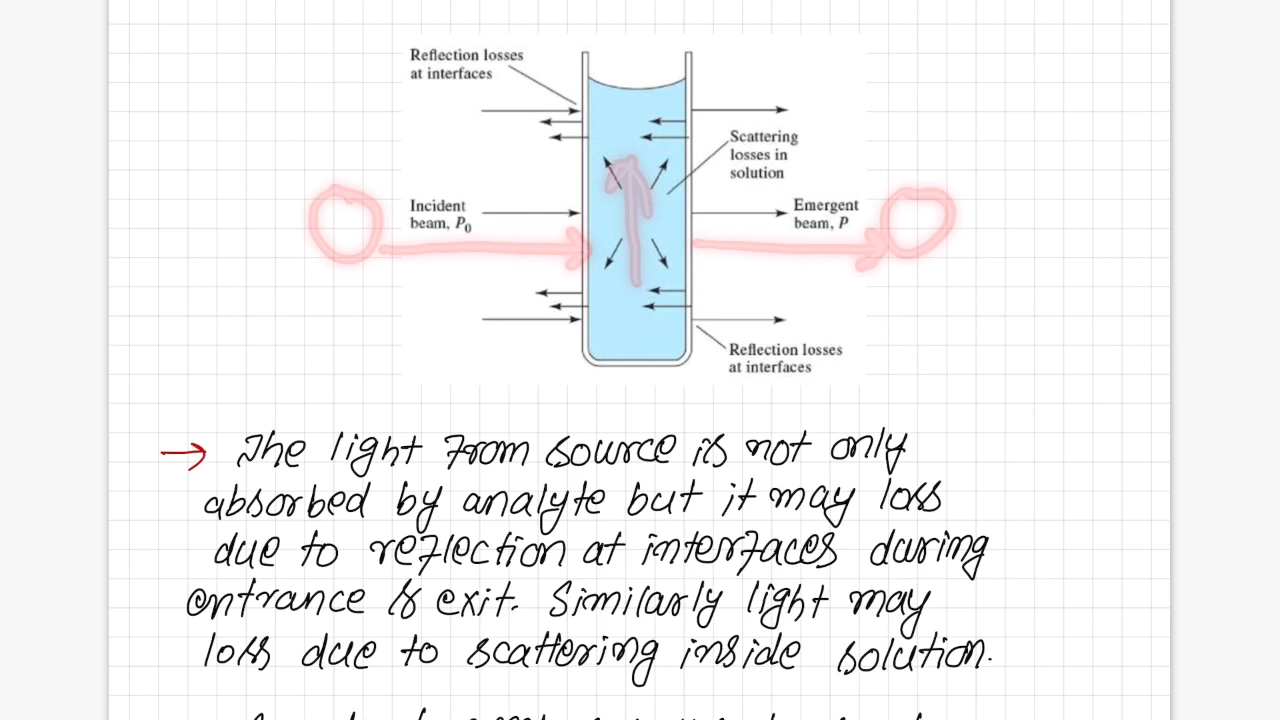 Reflection losses
at interfaces
Scattering
losses in
solution
Incident
beam, P0
Emergent
beam, P
Reflection losses
at interfaces
→ The light from source is not only
absorbed by analyte but it may loss
due to reflection at interfaces during
entrance & exit. Similarly light may
loss due to scattering inside solution.